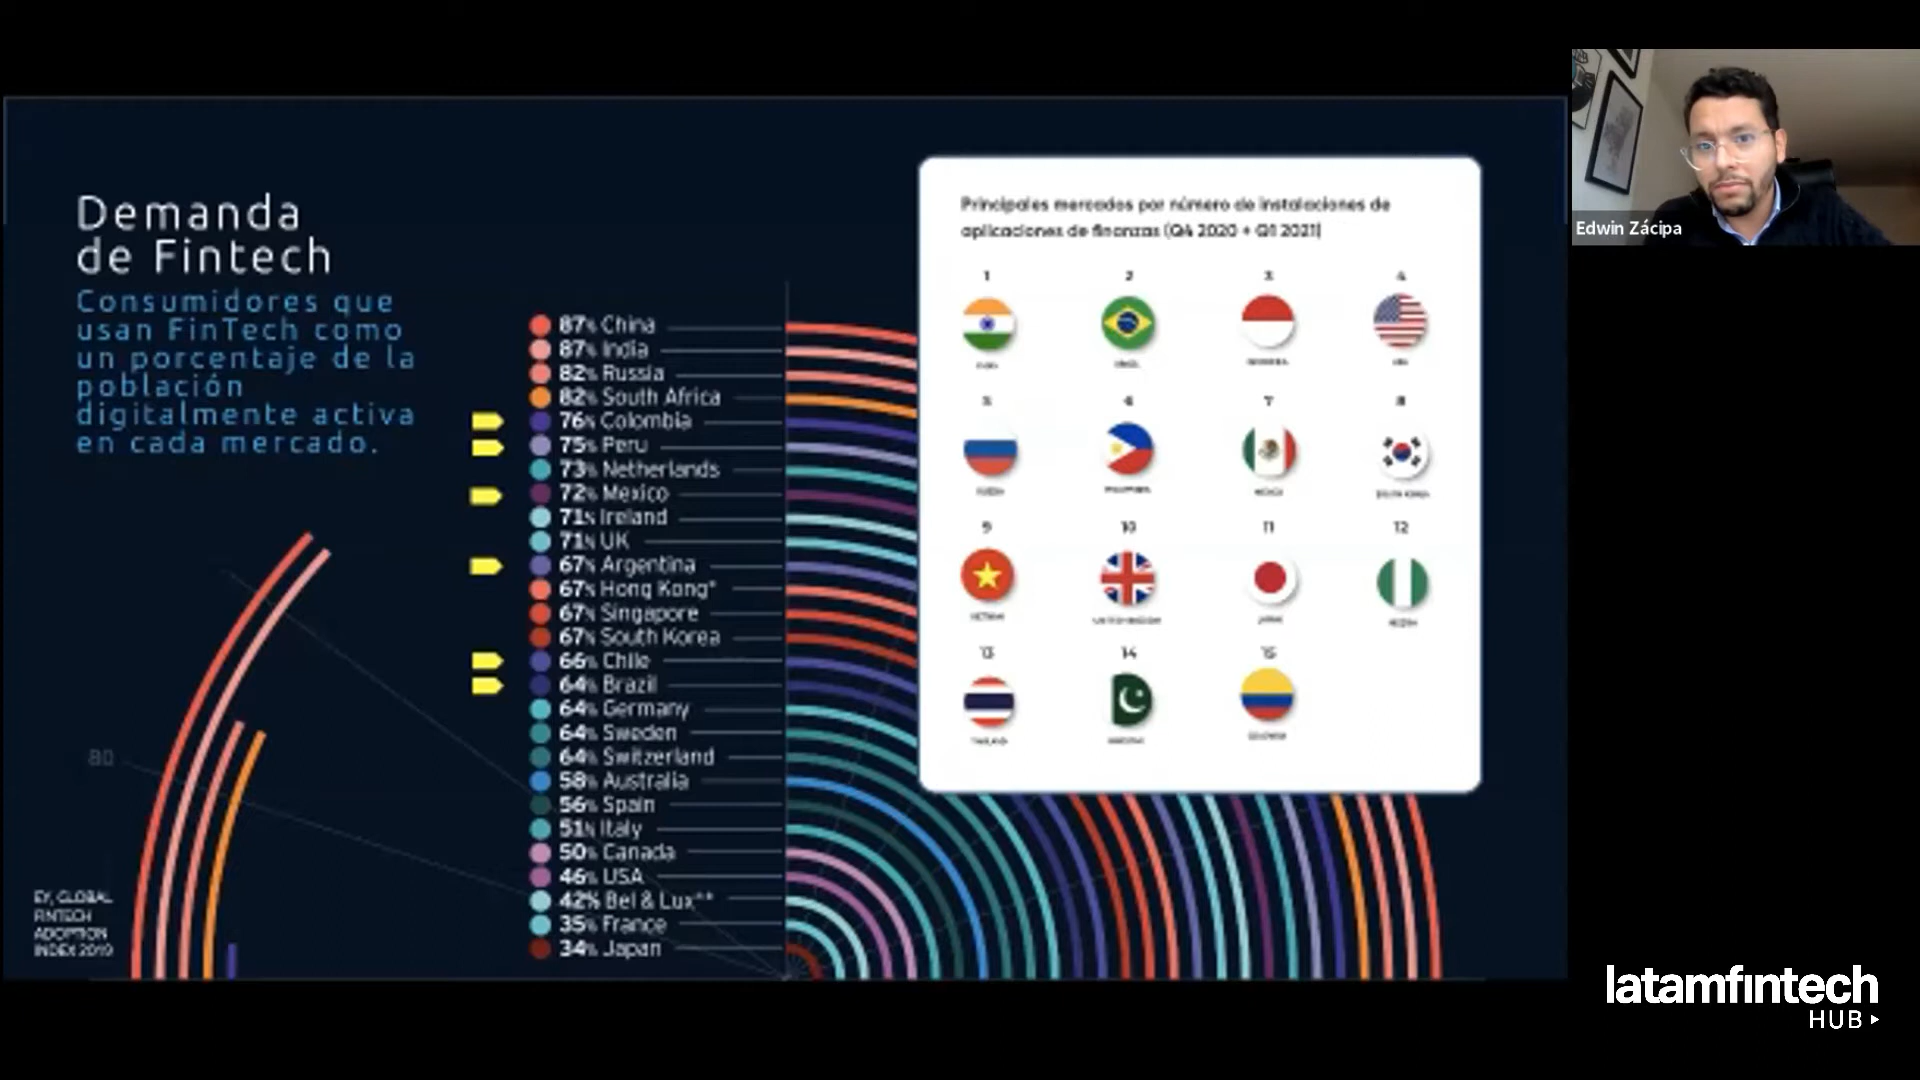 Demanda
de Fintech
Consumidores que
usan FinTech como
un porcentaje de la
población
digitalmente activa
en cada mercado.
80
EY, GLOBAL
FINTECH
ADOPTION
INDEX 2019
87% China
87% India
82% Russia
82% South Africa
76% Colombia
75% Peru
73% Netherlands
72% Mexico
71% Ireland
71% UK
67% Argentina
67% Hong Kong*
67% Singapore
67% South Korea
66% Chile
64% Brazil
64% Germany
64% Sweden
64% Switzerland
58% Australia
56% Spain
51% Italy
50% Canada
46% USA
42% Bel & Lux**
35% France
34% Japan
Principales mercados por número de instalaciones de
aplicaciones de finanzas (Q4 2020 + Q1 2021)
1 2 3 4
5 6 7 8
9 10 11 12
UNITED KINGDOM
13 14 15
Edwin Zácipa
latamfintech
HUB